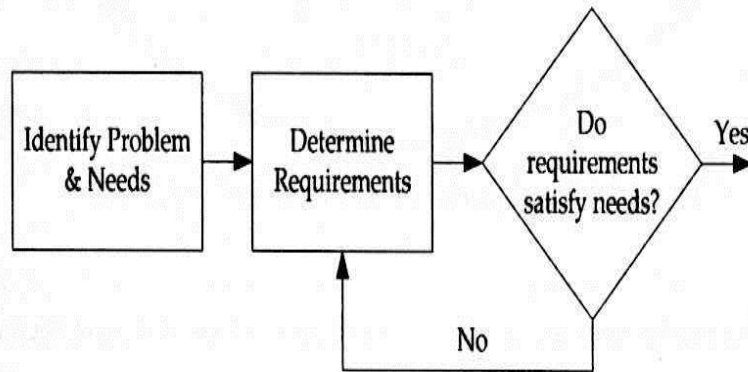 Identify Problem
& Needs
Determine
Requirements
Do
requirements
satisfy needs?
Yes
No